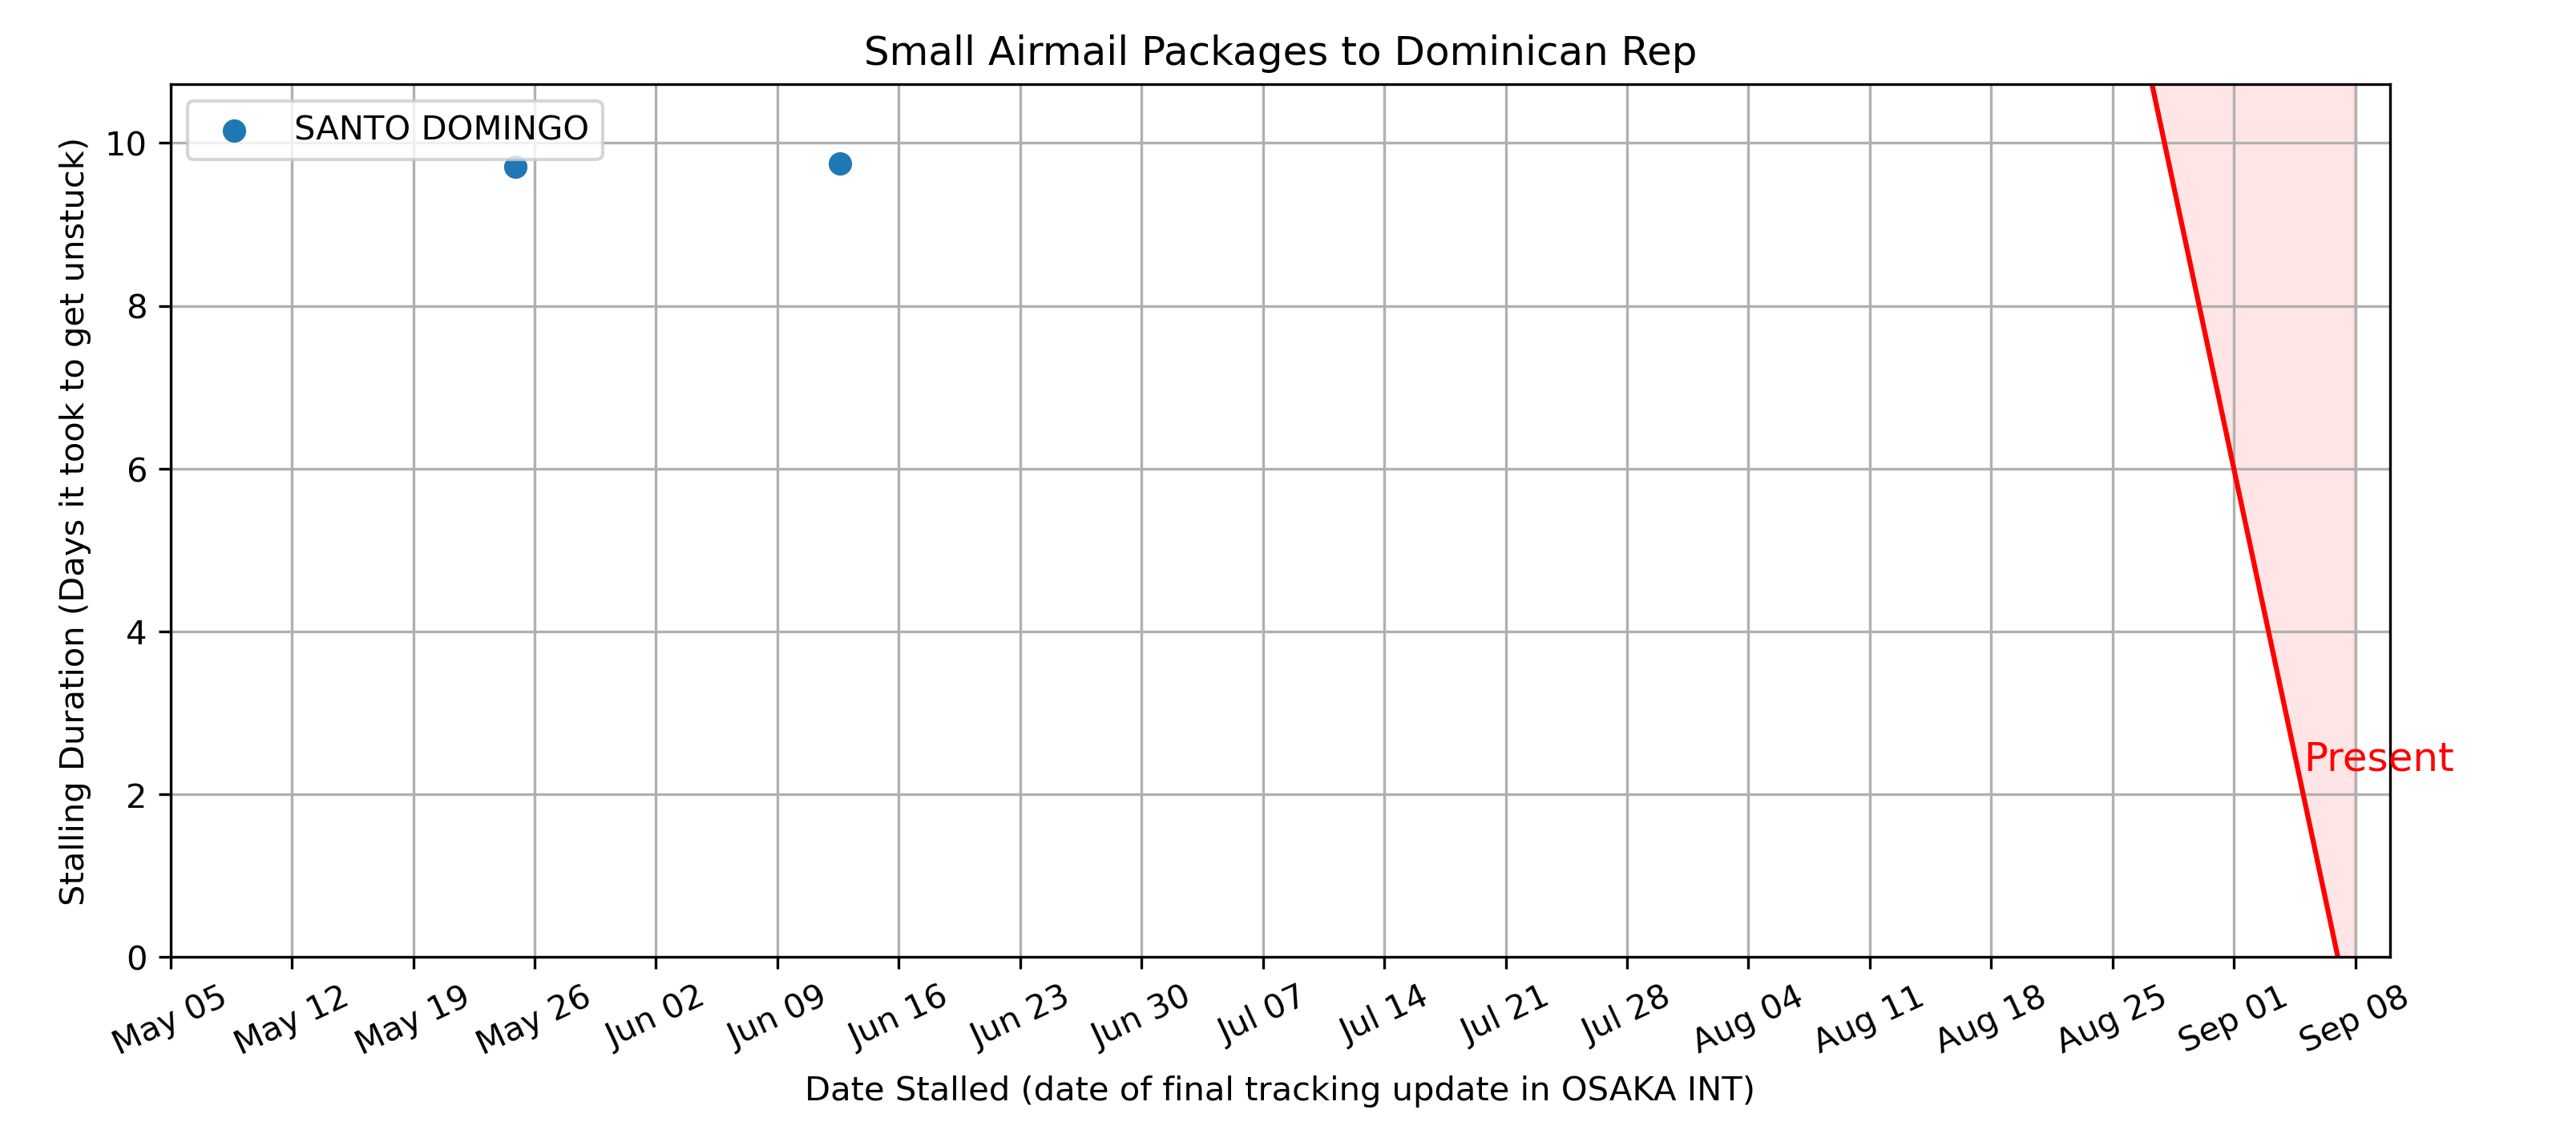 Small Airmail Packages to Dominican Rep
SANTO DOMINGO
Stalling Duration (Days it took to get unstuck)
10
8
6
4
2
0
Present
May 05
May 12
May 19
May 26
Jun 02
Jun 09
Jun 16
Jun 23
Jun 30
Jul 07
Jul 14
Jul 21
Jul 28
Aug 04
Aug 11
Aug 18
Aug 25
Sep 01
Sep 08
Date Stalled (date of final tracking update in OSAKA INT)